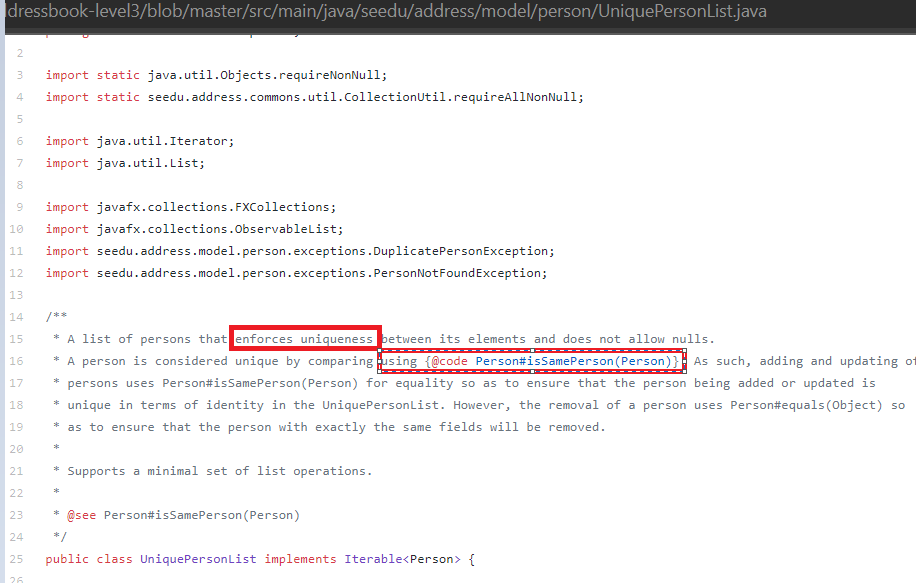 ldressbook-level3/blob/master/src/main/java/seedu/address/model/person/UniquePersonList.java
2
3 import static java.util.Objects.requireNonNull;
4 import static seedu.address.commons.util.CollectionUtil.requireAllNonNull;
5
6 import java.util.Iterator;
7 import java.util.List;
8
9 import javafx.collections.FXCollections;
10 import javafx.collections.ObservableList;
11 import seedu.address.model.person.exceptions.DuplicatePersonException;
12 import seedu.address.model.person.exceptions.PersonNotFoundException;
13
14 /**
15 * A list of persons that enforces uniqueness between its elements and does not allow nulls.
16 * A person is considered unique by comparing using {@code Person#isSamePerson(Person)}. As such, adding and updating of
17 * persons uses Person#isSamePerson(Person) for equality so as to ensure that the person being added or updated is
18 * unique in terms of identity in the UniquePersonList. However, the removal of a person uses Person#equals(Object) so
19 * as to ensure that the person with exactly the same fields will be removed.
20 *
21 * Supports a minimal set of list operations.
22 *
23 * @see Person#isSamePerson(Person)
24 */
25 public class UniquePersonList implements Iterable<Person> {
26